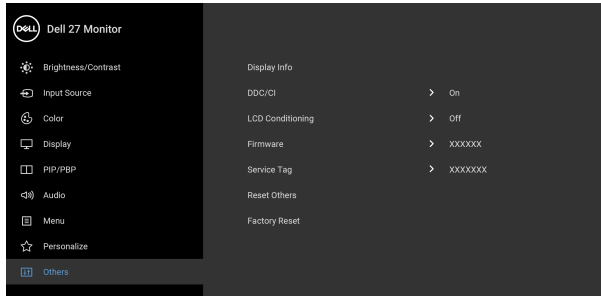 DELL Dell 27 Monitor
Brightness/Contrast
Input Source
Color
Display
PIP/PBP
Audio
Menu
Personalize
Others
Display Info
DDC/CI > On
LCD Conditioning > Off
Firmware > XXXXXX
Service Tag > XXXXXXX
Reset Others
Factory Reset